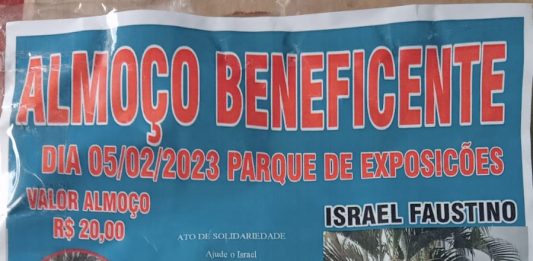 ALMOÇO BENEFICENTE
DIA 05/02/2023 PARQUE DE EXPOSIÇÕES
VALOR ALMOÇO
R$ 20,00
ISRAEL FAUSTINO
ATO DE SOLIDARIEDADE
Ajude o Israel